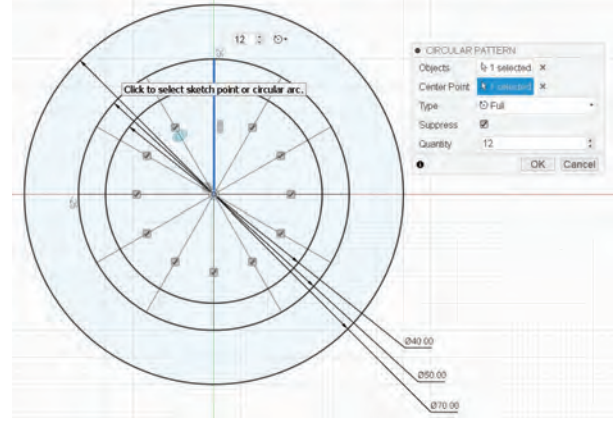 12
Click to select sketch point or circular arc.
CIRCULAR PATTERN
Objects 1 selected
Center Point 1 selected
Type Full
Suppress
Quantity 12
OK Cancel
Ø40.00
Ø50.00
Ø70.00